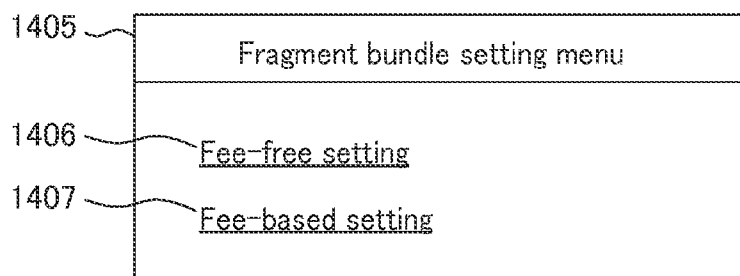 1405
Fragment bundle setting menu
1406
Fee-free setting
1407
Fee-based setting